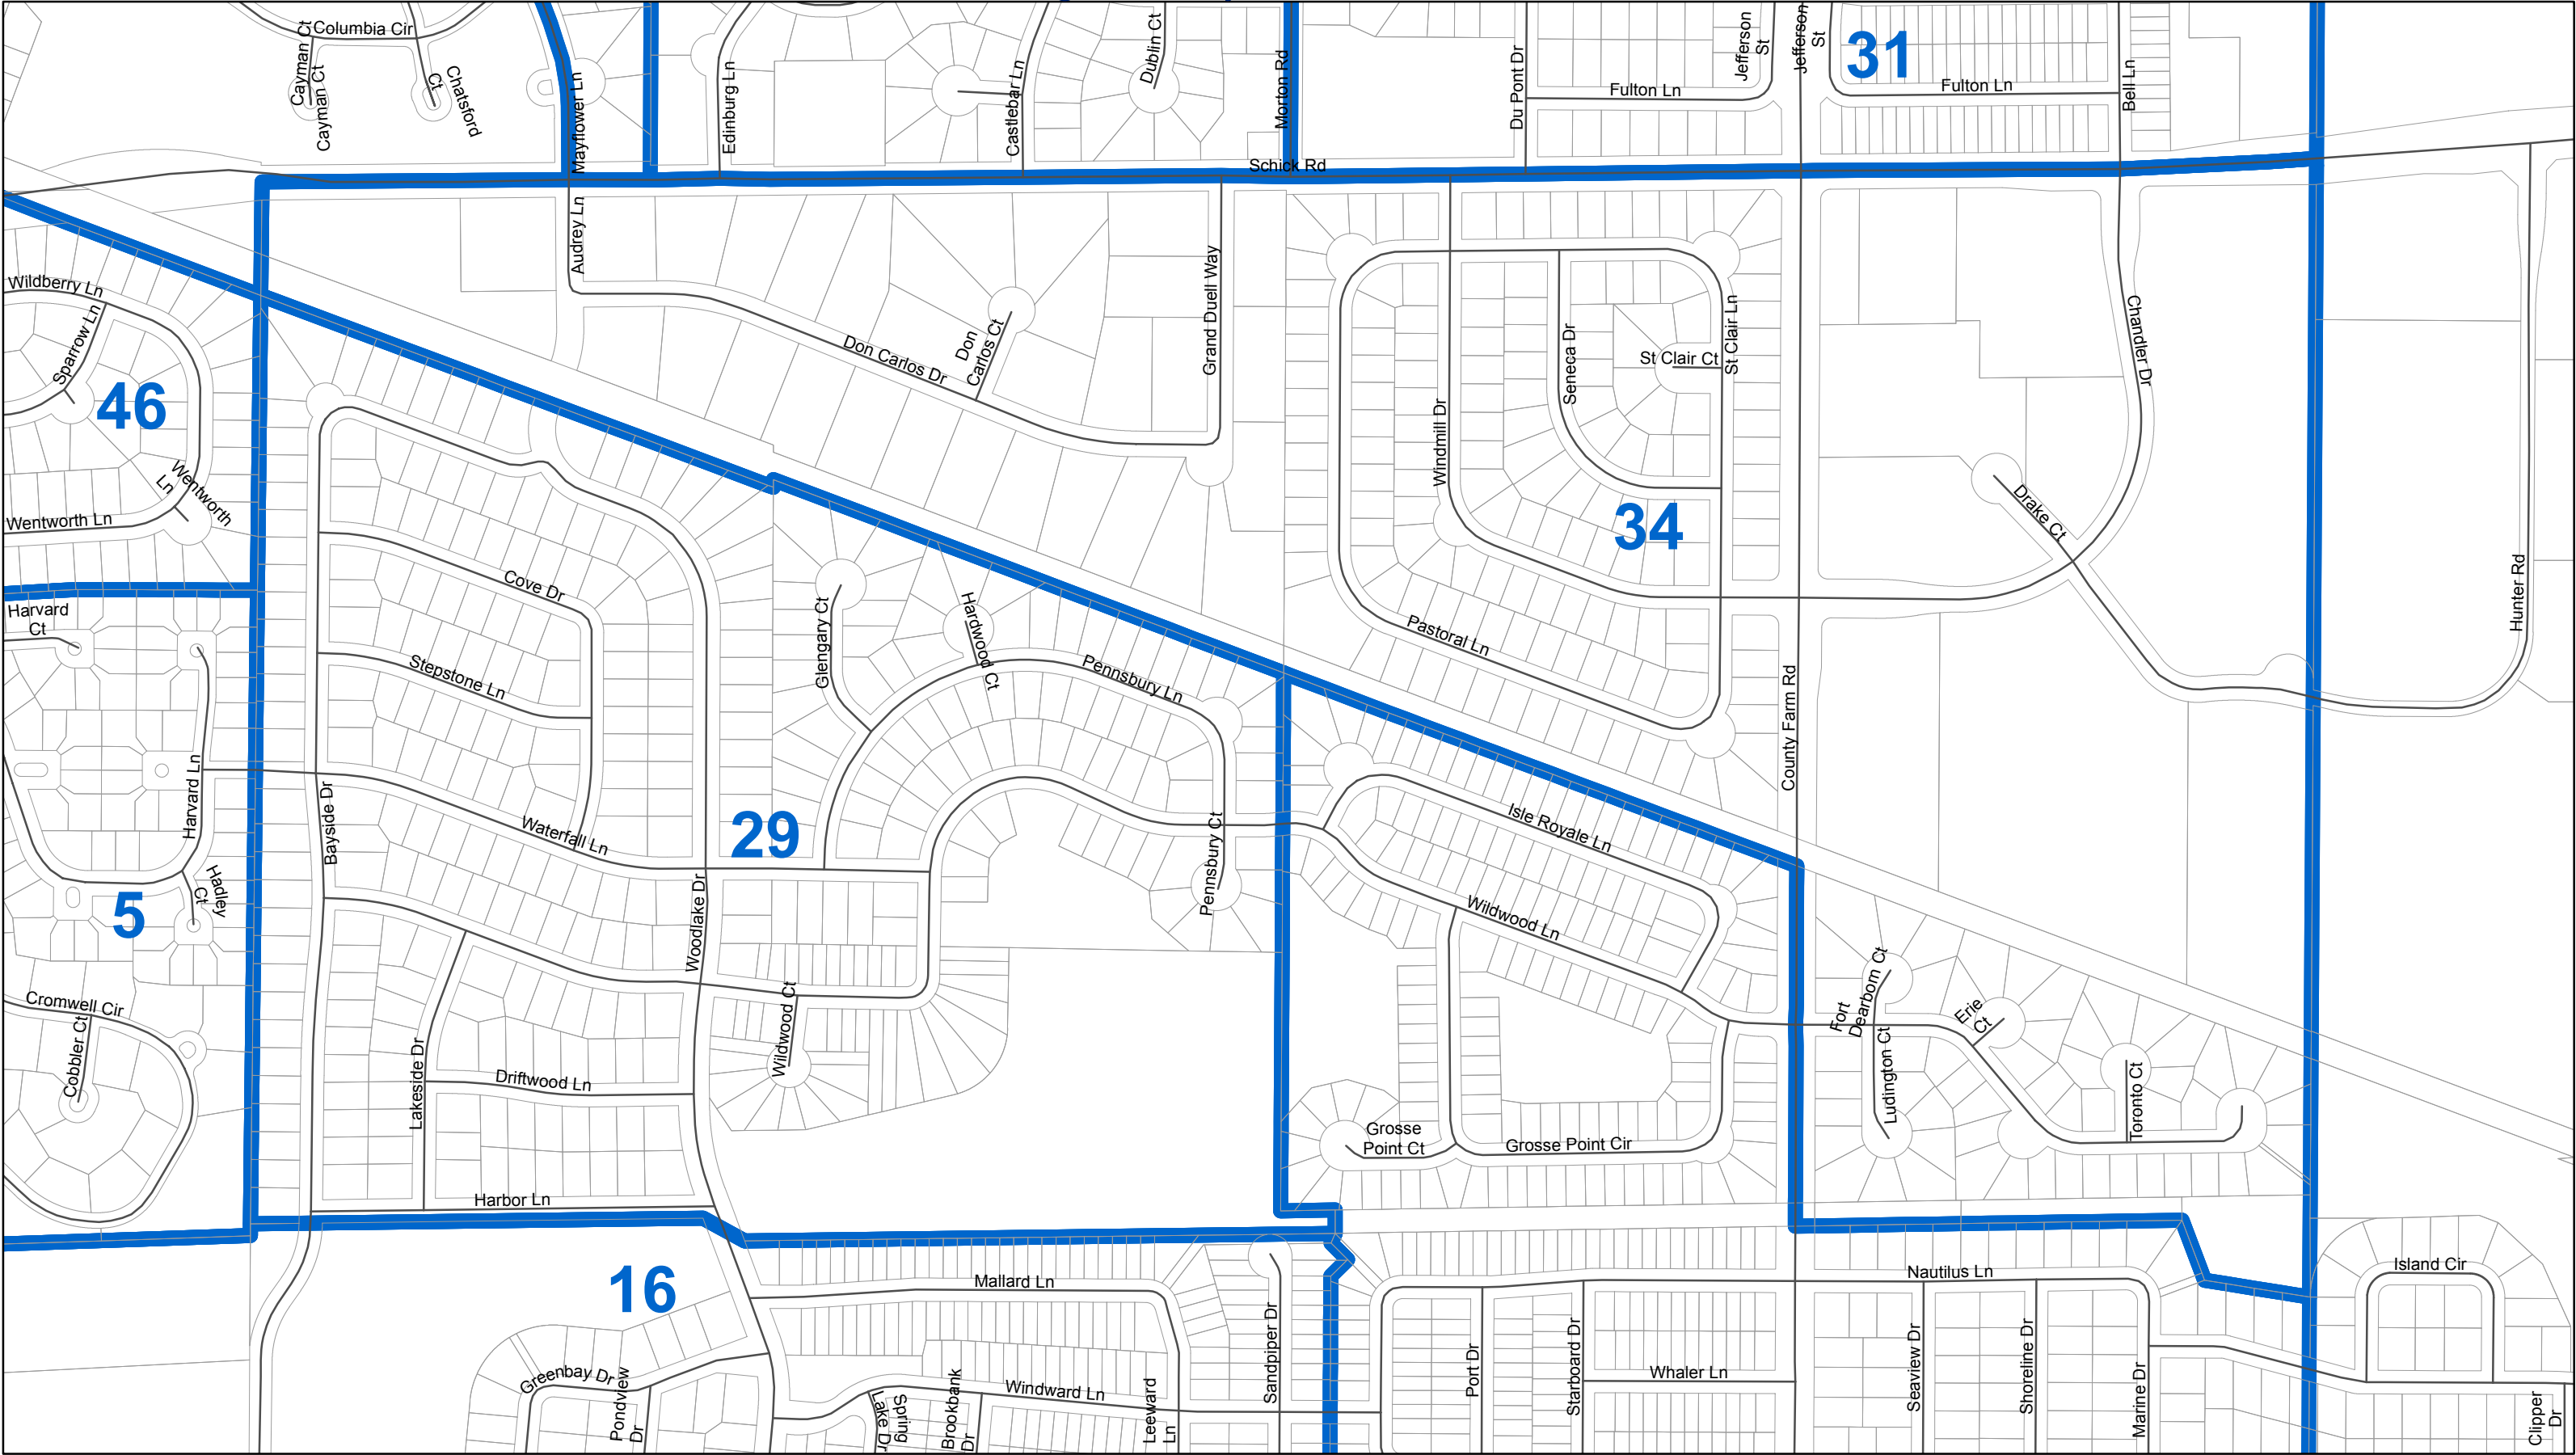 Columbia Cir
Cayman Ct
Cayman Ct
Chatsford
Ct
Mayflower Ln
Edinburg Ln
Castlebar Ln
Dublin Ct
Morton Rd
Schick Rd
Du Pont Dr
Fulton Ln
Jefferson
St
Jefferson
St
31
Fulton Ln
Bell Ln
Audrey Ln
Don Carlos Dr
Don
Carlos Ct
Grand Duell Way
Windmill Dr
Seneca Dr
St Clair Ct
St Clair Ln
34
Pastoral Ln
County Farm Rd
Chandler Dr
Drake Ct
Hunter Rd
Wildberry Ln
Sparrow Ln
46
Wentworth
Ln
Wentworth Ln
Harvard
Ct
Harvard Ln
Hadley
Ct
5
Cromwell Cir
Cobbler Ct
Cove Dr
Stepstone Ln
Bayside Dr
Waterfall Ln
Woodlake Dr
29
Glengary Ct
Hardwood Ct
Pennsbury Ln
Pennsbury Ct
Wildwood Ct
Lakeside Dr
Driftwood Ln
Harbor Ln
Isle Royale Ln
Wildwood Ln
Grosse
Point Ct
Grosse Point Cir
Fort
Dearborn Ct
Ludington Ct
Erie
Ct
Toronto Ct
16
Mallard Ln
Greenbay Dr
Pondview
Dr
Spring
Lake Dr
Brookbank
Dr
Windward Ln
Leeward
Ln
Sandpiper Dr
Port Dr
Starboard Dr
Whaler Ln
Nautilus Ln
Seaview Dr
Shoreline Dr
Marine Dr
Island Cir
Clipper
Dr